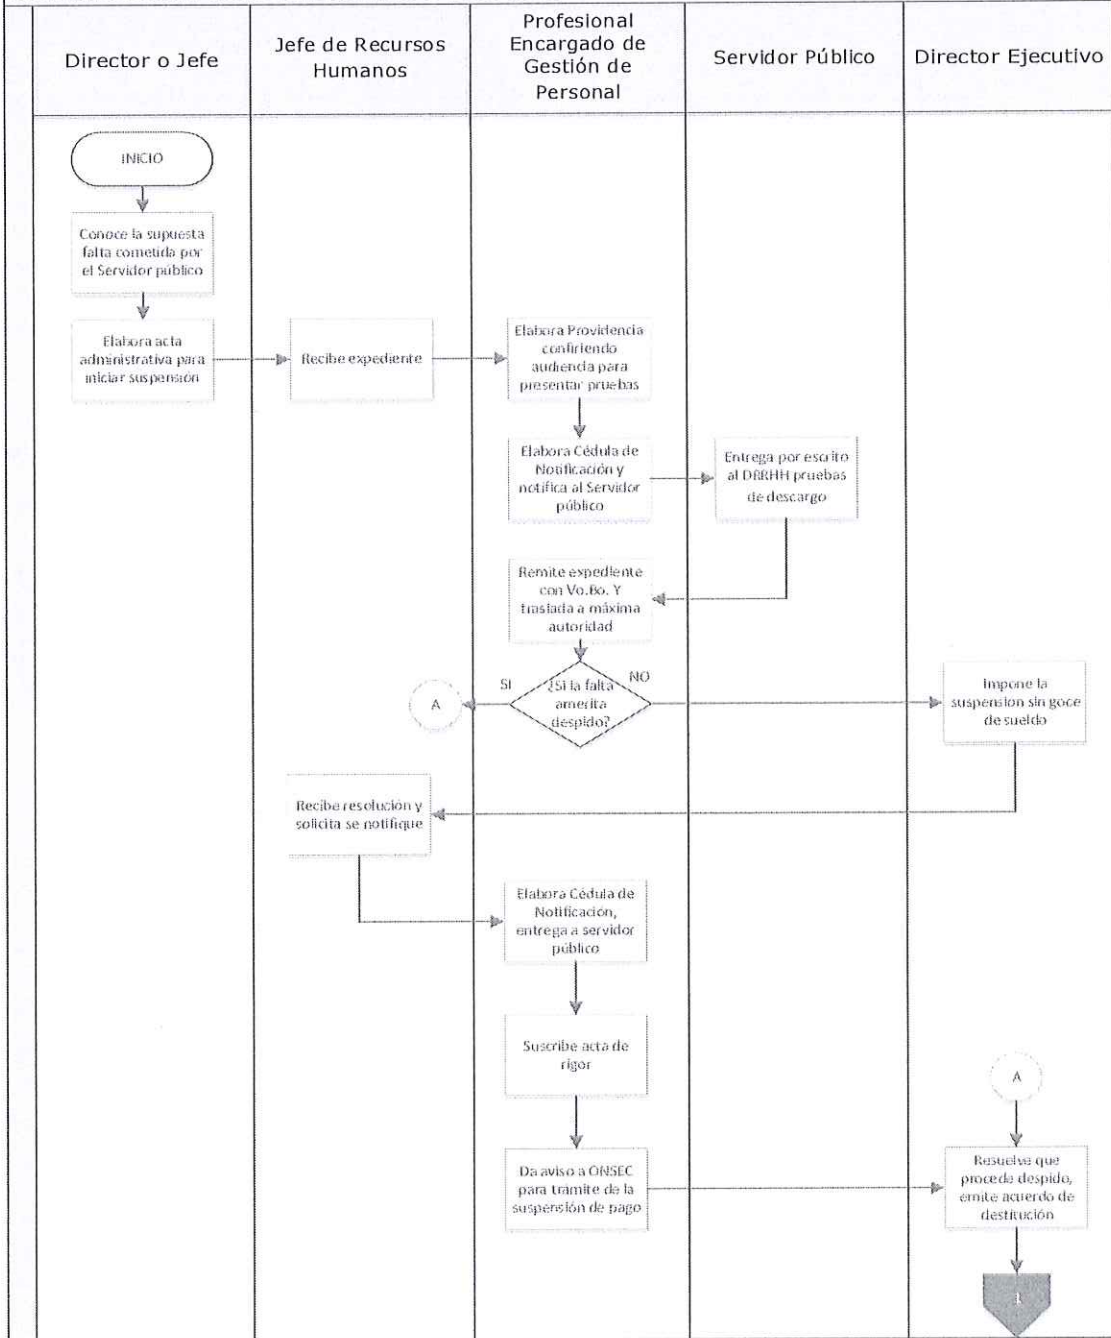 Director o Jefe
Jefe de Recursos
Humanos
Profesional
Encargado de
Gestión de
Personal
Servidor Público
Director Ejecutivo
INICIO
Conoce la supuesta
falta cometida por
el Servidor público
Elabora acta
administrativa para
iniciar suspensión
Recibe expediente
Elabora Providencia
confiriendo
audiencia para
presentar pruebas
Elabora Cédula de
Notificación y
notifica al Servidor
público
Entrega por escrito
al DRRHH pruebas
de descargo
Remite expediente
con Vo.Bo. Y
traslada a máxima
autoridad
SI
¿Si la falta
amerita
despido?
NO
A
Impone la
suspension sin goce
de sueldo
Recibe resolución y
solicita se notifique
Elabora Cédula de
Notificación,
entrega a servidor
público
Suscribe acta de
rigor
A
Da aviso a ONSEC
para trámite de la
suspensión de pago
Resuelve que
procede despido,
emite acuerdo de
destitución
1